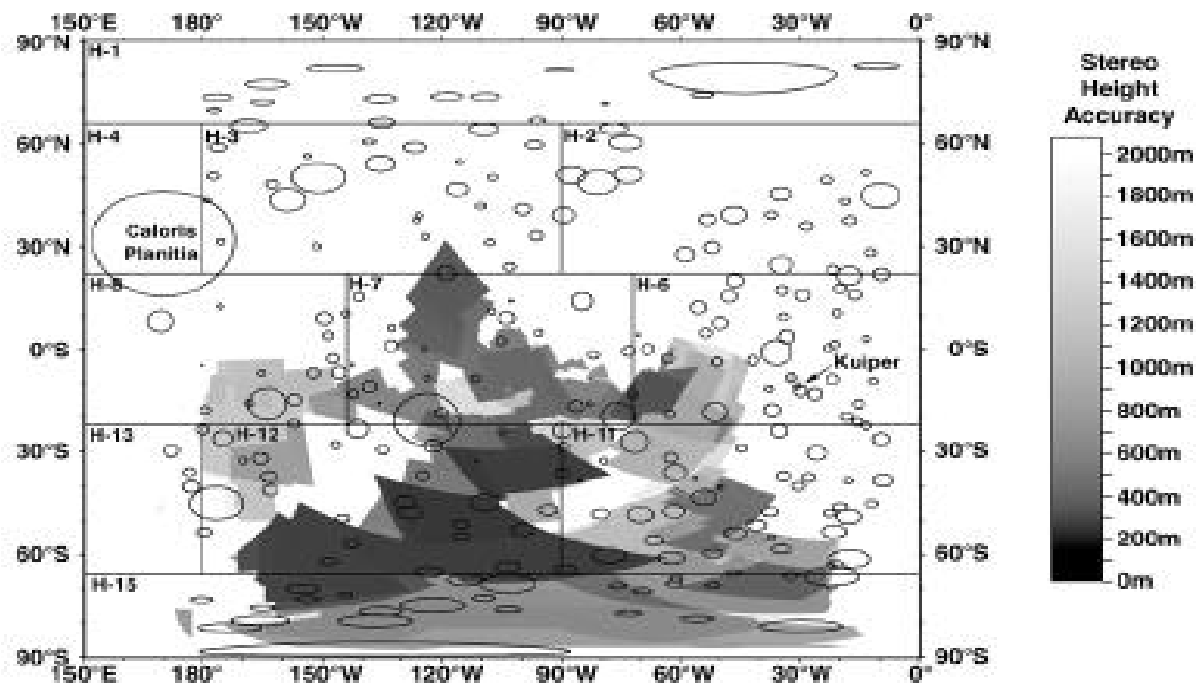 150°E 180° 150°W 120°W 90°W 60°W 30°W 0°
90°N 90°N
H-1
60°N H-4 H-3 H-2 60°N
Caloris
Planitia
30°N 30°N
H-8 H-7 H-6
0°S 0°S
Kuiper
H-13 H-12 H-11
30°S 30°S
60°S 60°S
H-15
90°S 90°S
150°E 180° 150°W 120°W 90°W 60°W 30°W 0°
Stereo
Height
Accuracy
2000m
1800m
1600m
1400m
1200m
1000m
800m
600m
400m
200m
0m